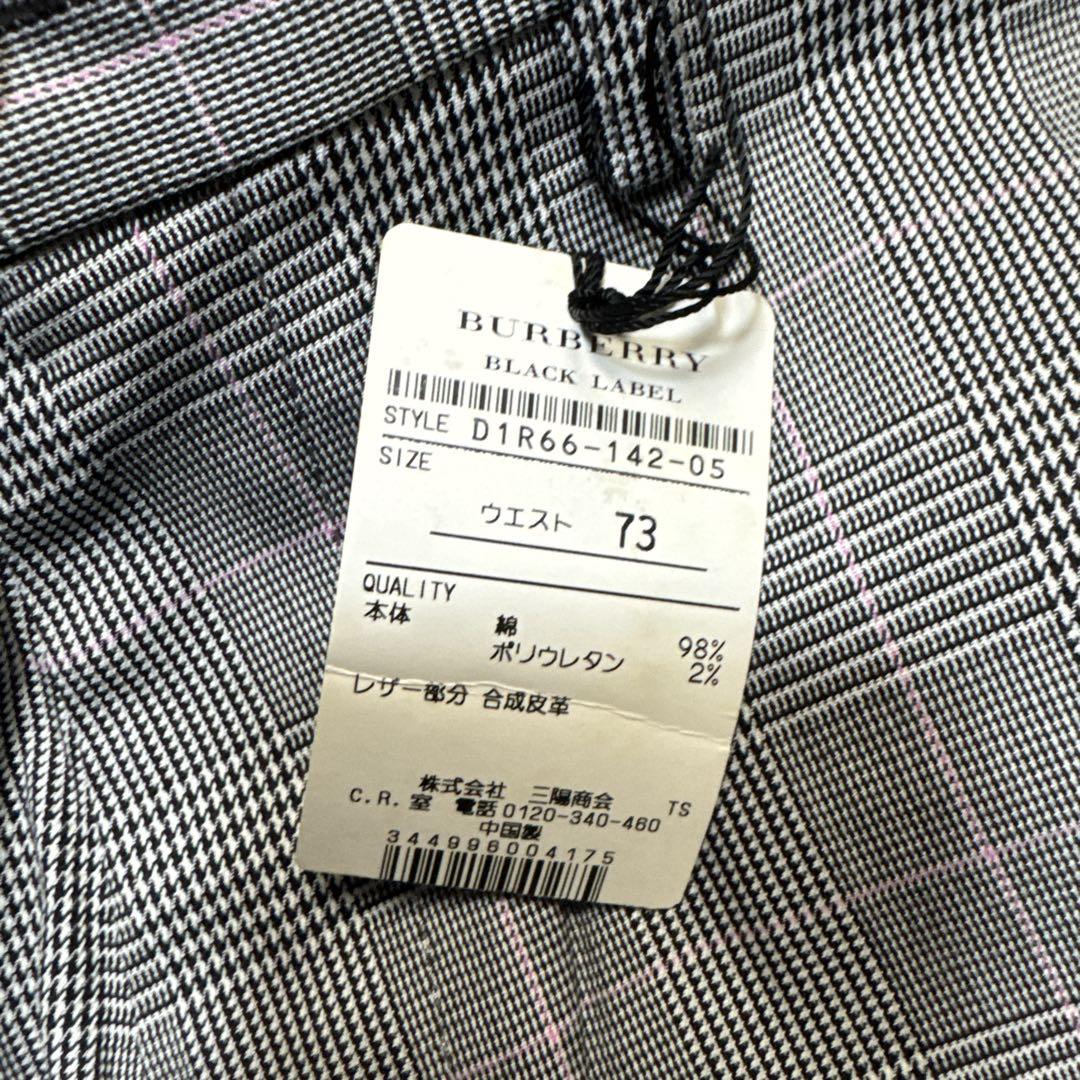 BURBERRY
BLACK LABEL
STYLE D1R66-142-05
SIZE
ウエスト 73
QUALITY
本体 綿 98%
ポリウレタン 2%
レザー部分 合成皮革
株式会社 三陽商会 TS
C.R.室 電話0120-340-460
中国製
344996004175